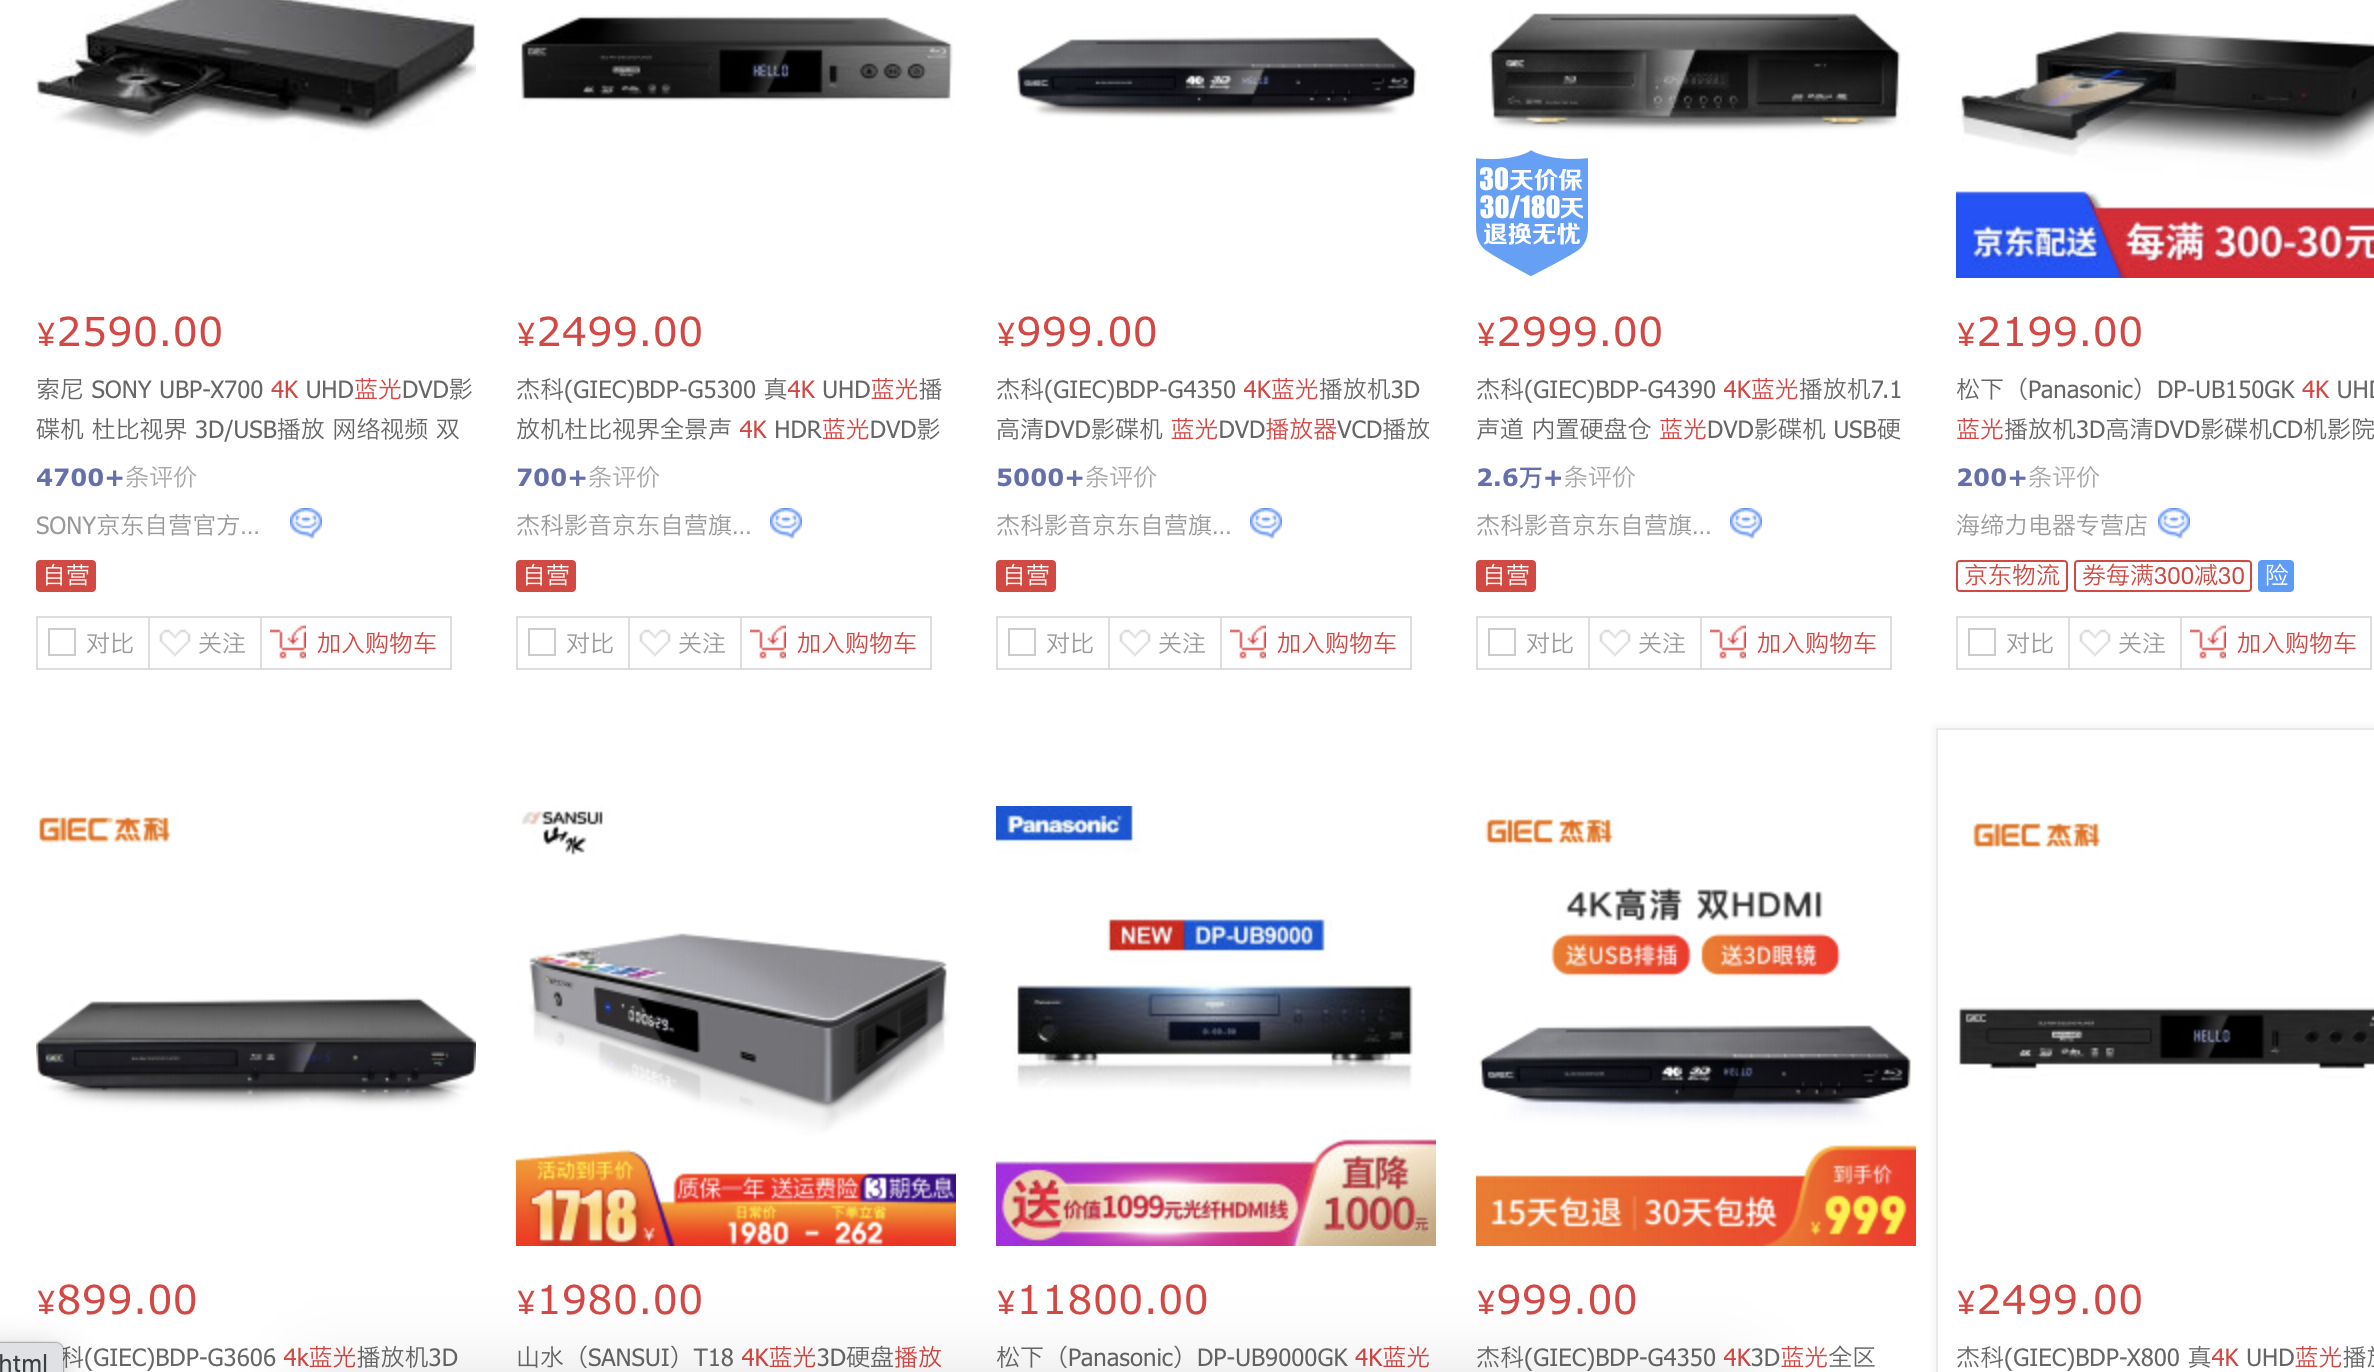 GIEC
HELLO
GIEC
4K 3D HELLO
GIEC
30天价保
30/180天
退换无忧
京东配送 每满 300-30元
¥2590.00
索尼 SONY UBP-X700 4K UHD蓝光DVD影
碟机 杜比视界 3D/USB播放 网络视频 双
4700+条评价
SONY京东自营官方...
自营
对比 关注 加入购物车
¥2499.00
杰科(GIEC)BDP-G5300 真4K UHD蓝光播
放机杜比视界全景声 4K HDR蓝光DVD影
700+条评价
杰科影音京东自营旗...
自营
对比 关注 加入购物车
¥999.00
杰科(GIEC)BDP-G4350 4K蓝光播放机3D
高清DVD影碟机 蓝光DVD播放器VCD播放
5000+条评价
杰科影音京东自营旗...
自营
对比 关注 加入购物车
¥2999.00
杰科(GIEC)BDP-G4390 4K蓝光播放机7.1
声道 内置硬盘仓 蓝光DVD影碟机 USB硬
2.6万+条评价
杰科影音京东自营旗...
自营
对比 关注 加入购物车
¥2199.00
松下（Panasonic）DP-UB150GK 4K UHD
蓝光播放机3D高清DVD影碟机CD机影院
200+条评价
海缔力电器专营店
京东物流 券每满300减30 险
对比 关注 加入购物车
GIEC 杰科
GIEC
¥899.00
科(GIEC)BDP-G3606 4k蓝光播放机3D
html
SANSUI
山水
活动到手价
1718¥
质保一年 送运费险 3期免息
日常价 下单立省
1980 - 262
¥1980.00
山水（SANSUI）T18 4K蓝光3D硬盘播放
Panasonic
NEW DP-UB9000
Panasonic
送价值1099元光纤HDMI线
直降
1000元
¥11800.00
松下（Panasonic）DP-UB9000GK 4K蓝光
GIEC 杰科
4K高清 双HDMI
送USB排插 送3D眼镜
GIEC 4K 3D HELLO
15天包退 30天包换
到手价
¥999
¥999.00
杰科(GIEC)BDP-G4350 4K3D蓝光全区
GIEC 杰科
GIEC
HELLO
¥2499.00
杰科(GIEC)BDP-X800 真4K UHD蓝光播